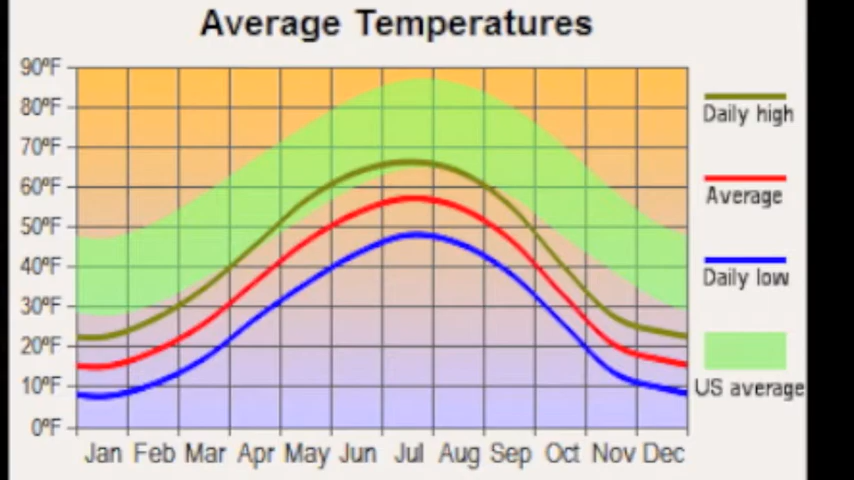 Average Temperatures
90ºF
80ºF
70ºF
60ºF
50ºF
40ºF
30ºF
20ºF
10ºF
0ºF
Jan Feb Mar Apr May Jun Jul Aug Sep Oct Nov Dec
Daily high
Average
Daily low
US average